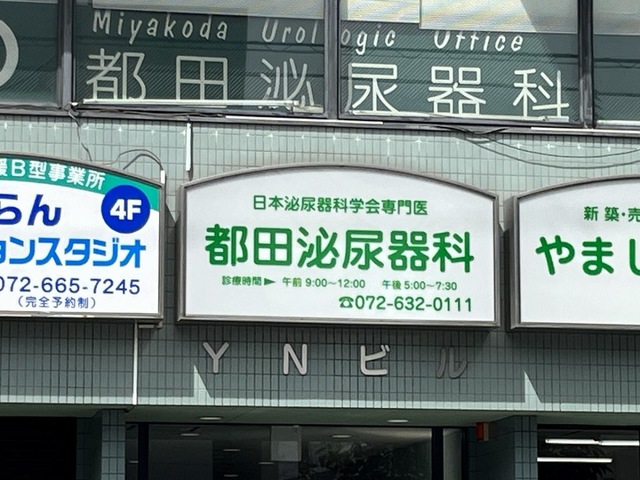 Miyakoda Urologic Office
都田泌尿器科
援B型事業所
らん
4F
ョンスタジオ
072-665-7245
(完全予約制)
日本泌尿器科学会専門医
都田泌尿器科
診療時間▶ 午前 9:00～12:00 午後 5:00～7:30
☎072-632-0111
新築・売
やまし
YNビル